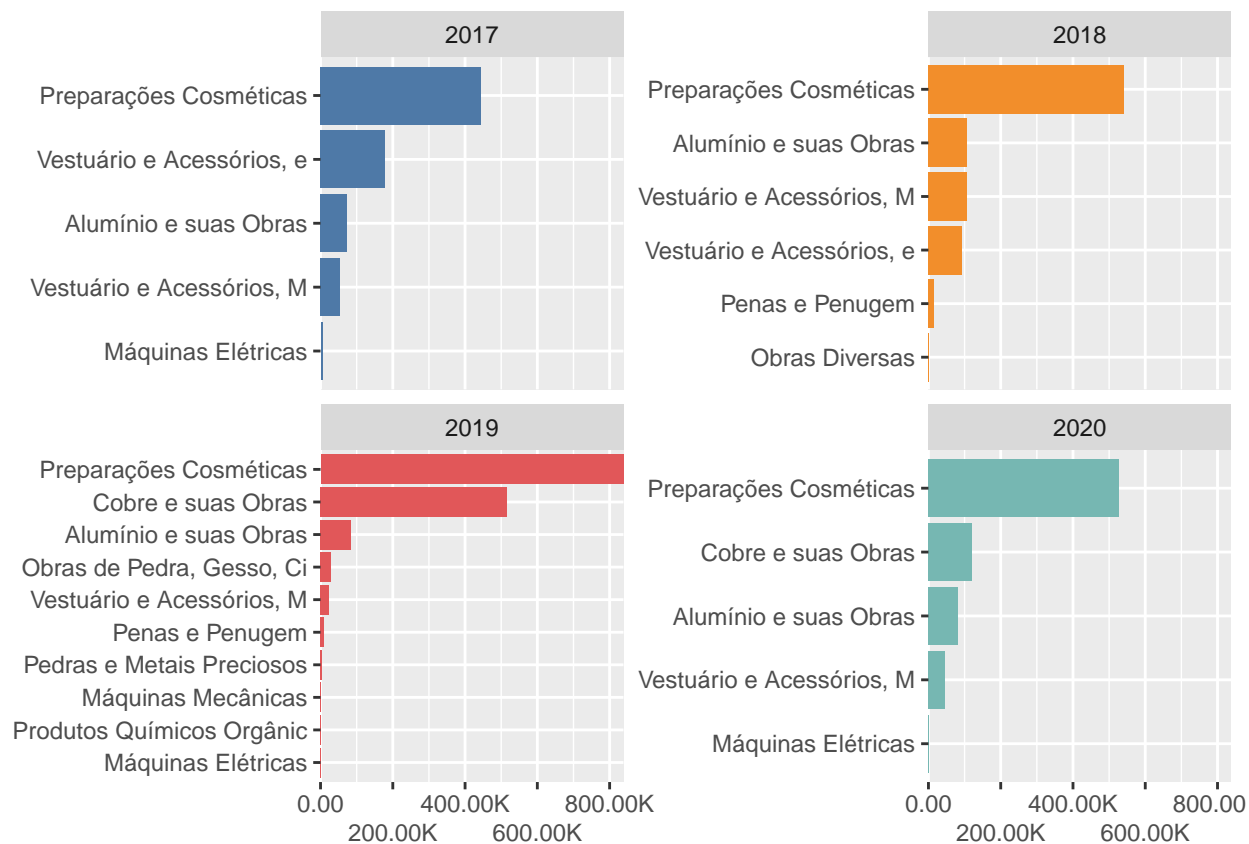 2017
Preparações Cosméticas
Vestuário e Acessórios, e
Alumínio e suas Obras
Vestuário e Acessórios, M
Máquinas Elétricas
2018
Preparações Cosméticas
Alumínio e suas Obras
Vestuário e Acessórios, M
Vestuário e Acessórios, e
Penas e Penugem
Obras Diversas
2019
Preparações Cosméticas
Cobre e suas Obras
Alumínio e suas Obras
Obras de Pedra, Gesso, Ci
Vestuário e Acessórios, M
Penas e Penugem
Pedras e Metais Preciosos
Máquinas Mecânicas
Produtos Químicos Orgânic
Máquinas Elétricas
0.00 400.00K 800.00K
200.00K 600.00K
2020
Preparações Cosméticas
Cobre e suas Obras
Alumínio e suas Obras
Vestuário e Acessórios, M
Máquinas Elétricas
0.00 400.00K 800.00
200.00K 600.00K